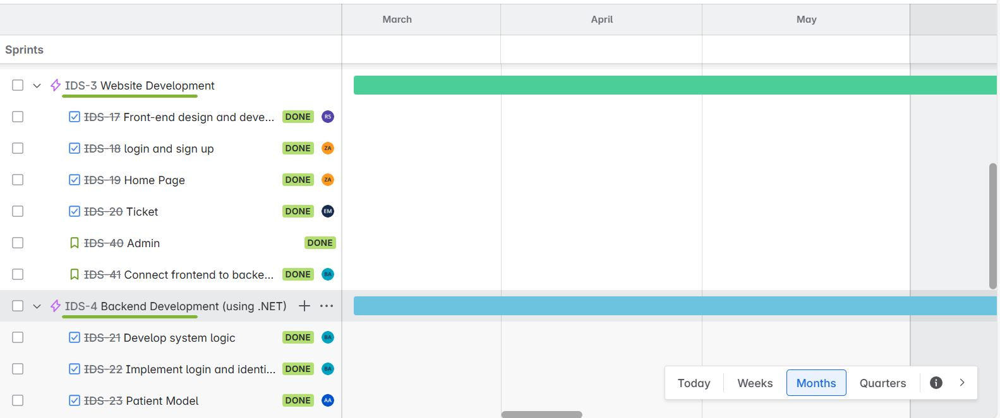 March April May
Sprints
IDS-3 Website Development
IDS-17 Front-end design and deve... DONE RS
IDS-18 login and sign up DONE ZA
IDS-19 Home Page DONE ZA
IDS-20 Ticket DONE EM
IDS-40 Admin DONE
IDS-41 Connect frontend to backe... DONE BA
IDS-4 Backend Development (using .NET)
IDS-21 Develop system logic DONE BA
IDS-22 Implement login and identi... DONE BA
IDS-23 Patient Model DONE AA
Today Weeks Months Quarters